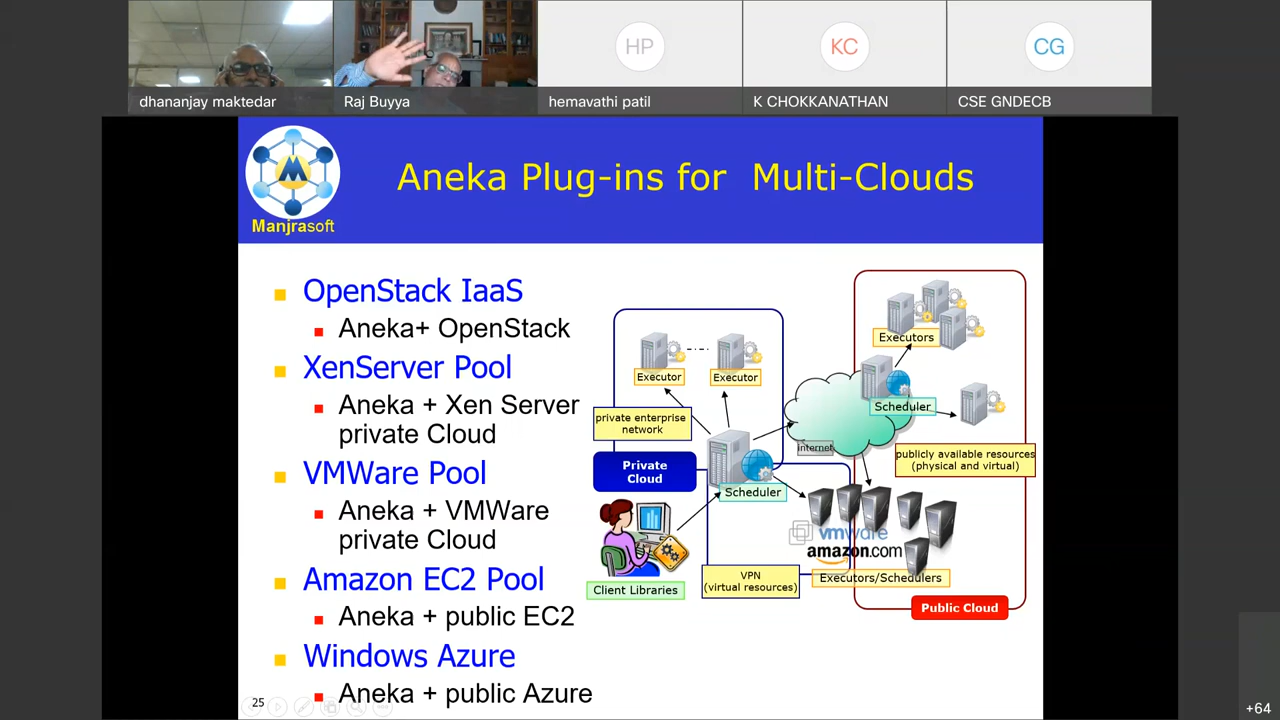 HP
KC
CG
dhananjay maktedar
Raj Buyya
hemavathi patil
K CHOKKANATHAN
CSE GNDECB
M
Manjrasoft
Aneka Plug-ins for Multi-Clouds
OpenStack IaaS
Aneka+ OpenStack
XenServer Pool
Aneka + Xen Server
private Cloud
VMWare Pool
Aneka + VMWare
private Cloud
Amazon EC2 Pool
Aneka + public EC2
Windows Azure
Aneka + public Azure
Executor
Executor
private enterprise
network
Private
Cloud
Scheduler
Client Libraries
VPN
(virtual resources)
Internet
Executors
Scheduler
publicly available resources
(physical and virtual)
vmware
amazon.com
Executors/Schedulers
Public Cloud
25
+64